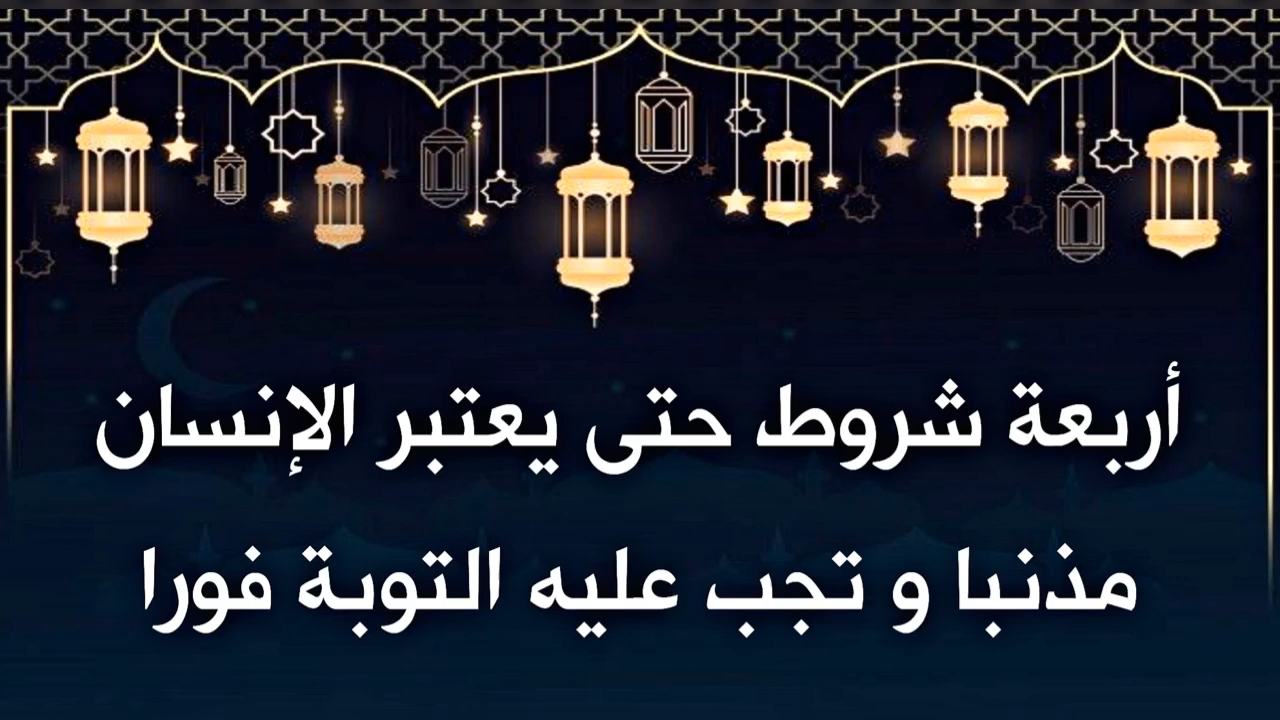 أربعة شروط حتى يعتبر الإنسان
مذنبا و تجب عليه التوبة فورا